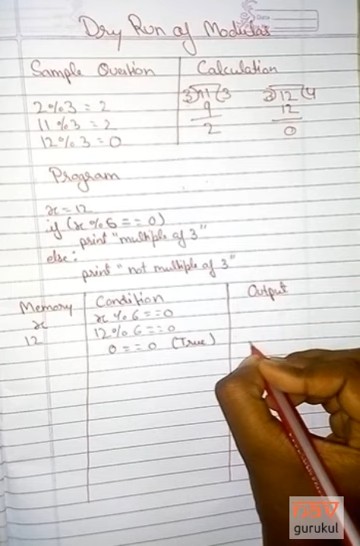 Dry Run of Modulas
Sample Question
Calculation
2%3 = 2
11%3 = 2
12%3 = 0
3)11(3
9
2
3)12(4
12
0
Program
x = 12
if (x % 6 == 0)
print "multiple of 3"
else:
print "not multiple of 3"
Memory
Condition
Output
x
x % 6 == 0
12
12 % 6 == 0
0 == 0 (True)
nav
gurukul